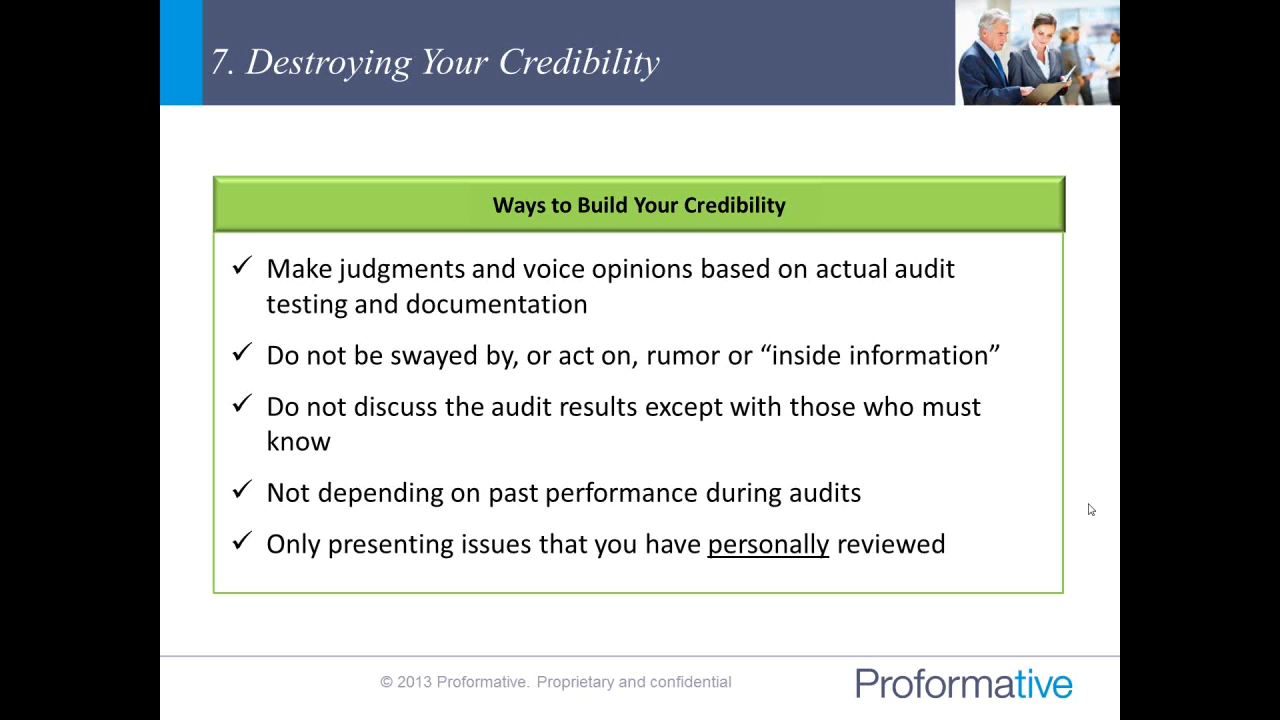 7. Destroying Your Credibility
Ways to Build Your Credibility
✓ Make judgments and voice opinions based on actual audit
testing and documentation
✓ Do not be swayed by, or act on, rumor or “inside information”
✓ Do not discuss the audit results except with those who must
know
✓ Not depending on past performance during audits
✓ Only presenting issues that you have personally reviewed
© 2013 Proformative. Proprietary and confidential
Proformative